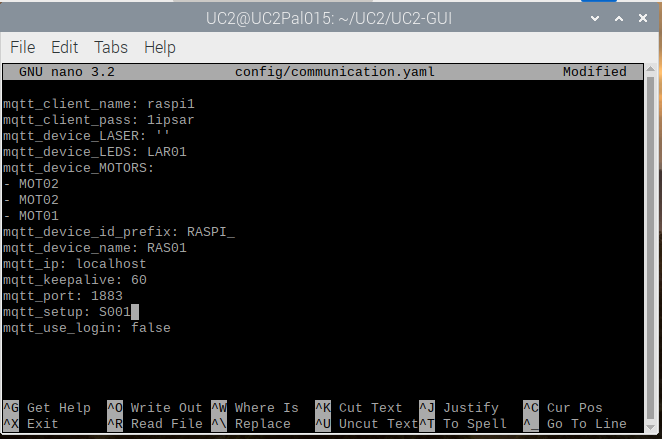 UC2@UC2Pal015: ~/UC2/UC2-GUI
File Edit Tabs Help
GNU nano 3.2 config/communication.yaml Modified
mqtt_client_name: raspi1
mqtt_client_pass: 1ipsar
mqtt_device_LASER: ''
mqtt_device_LEDS: LAR01
mqtt_device_MOTORS:
- MOT02
- MOT02
- MOT01
mqtt_device_id_prefix: RASPI_
mqtt_device_name: RAS01
mqtt_ip: localhost
mqtt_keepalive: 60
mqtt_port: 1883
mqtt_setup: S001
mqtt_use_login: false
^G Get Help ^O Write Out ^W Where Is ^K Cut Text ^J Justify ^C Cur Pos
^X Exit ^R Read File ^\ Replace ^U Uncut Text ^T To Spell ^_ Go To Line